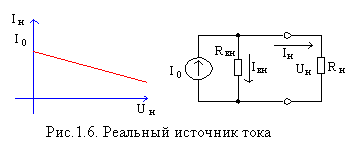 Iн
I0
Uн
I0
Rвн
Iвн
Iн
Uн
Rн
Рис.1.6. Реальный источник тока